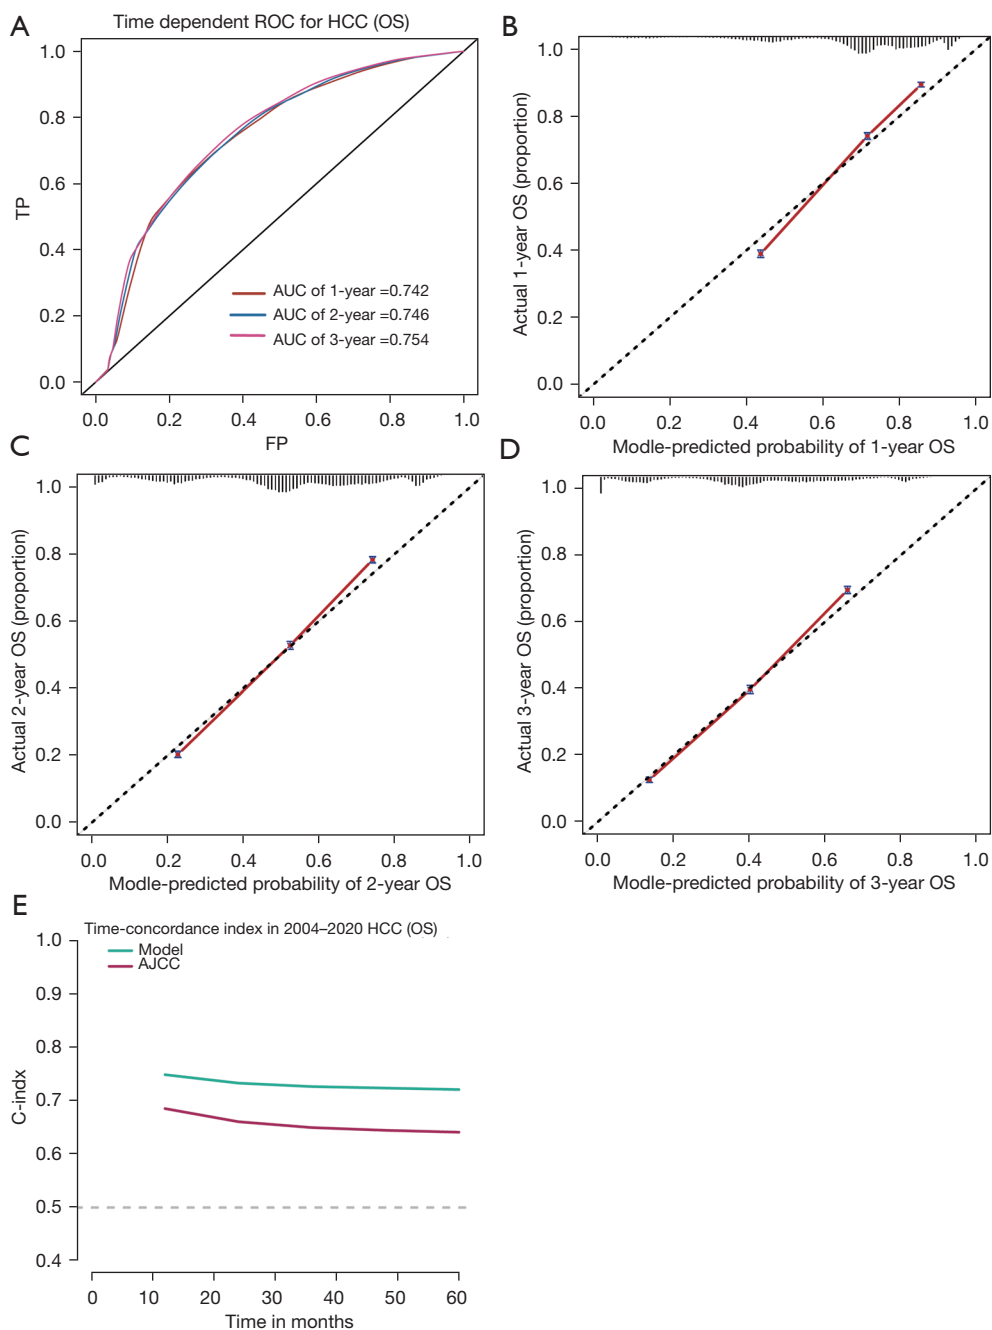 A
Time dependent ROC for HCC (OS)
1.0
0.8
0.6
0.4
0.2
0.0
TP
AUC of 1-year =0.742
AUC of 2-year =0.746
AUC of 3-year =0.754
0.0 0.2 0.4 0.6 0.8 1.0
FP
B
1.0
0.8
0.6
0.4
0.2
0.0
Actual 1-year OS (proportion)
0.0 0.2 0.4 0.6 0.8 1.0
Modle-predicted probability of 1-year OS
C
1.0
0.8
0.6
0.4
0.2
0.0
Actual 2-year OS (proportion)
0.0 0.2 0.4 0.6 0.8 1.0
Modle-predicted probability of 2-year OS
D
1.0
0.8
0.6
0.4
0.2
0.0
Actual 3-year OS (proportion)
0.0 0.2 0.4 0.6 0.8 1.0
Modle-predicted probability of 3-year OS
E
Time-concordance index in 2004–2020 HCC (OS)
Model
AJCC
1.0
0.9
0.8
0.7
0.6
0.5
0.4
C-indx
0 10 20 30 40 50 60
Time in months